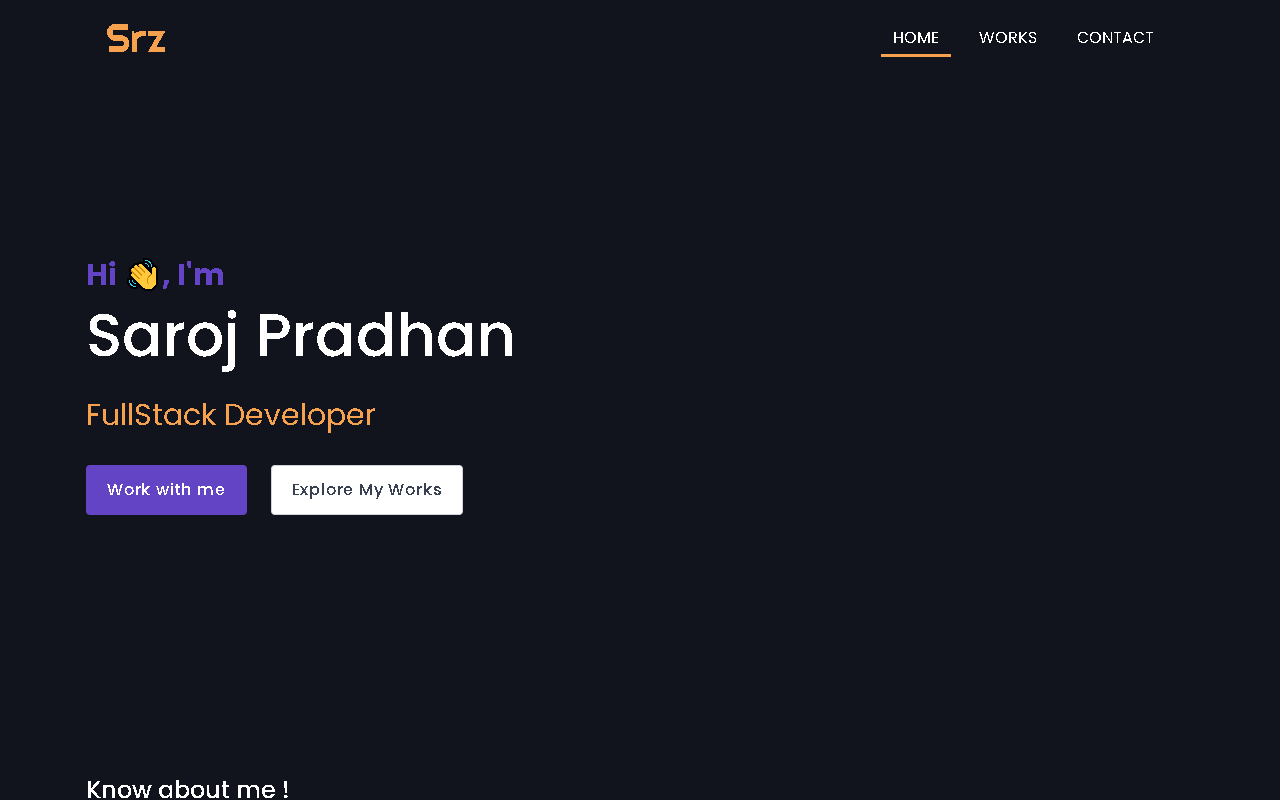 Srz
HOME WORKS CONTACT
Hi 👋, I'm
Saroj Pradhan
FullStack Developer
Work with me Explore My Works
Know about me !